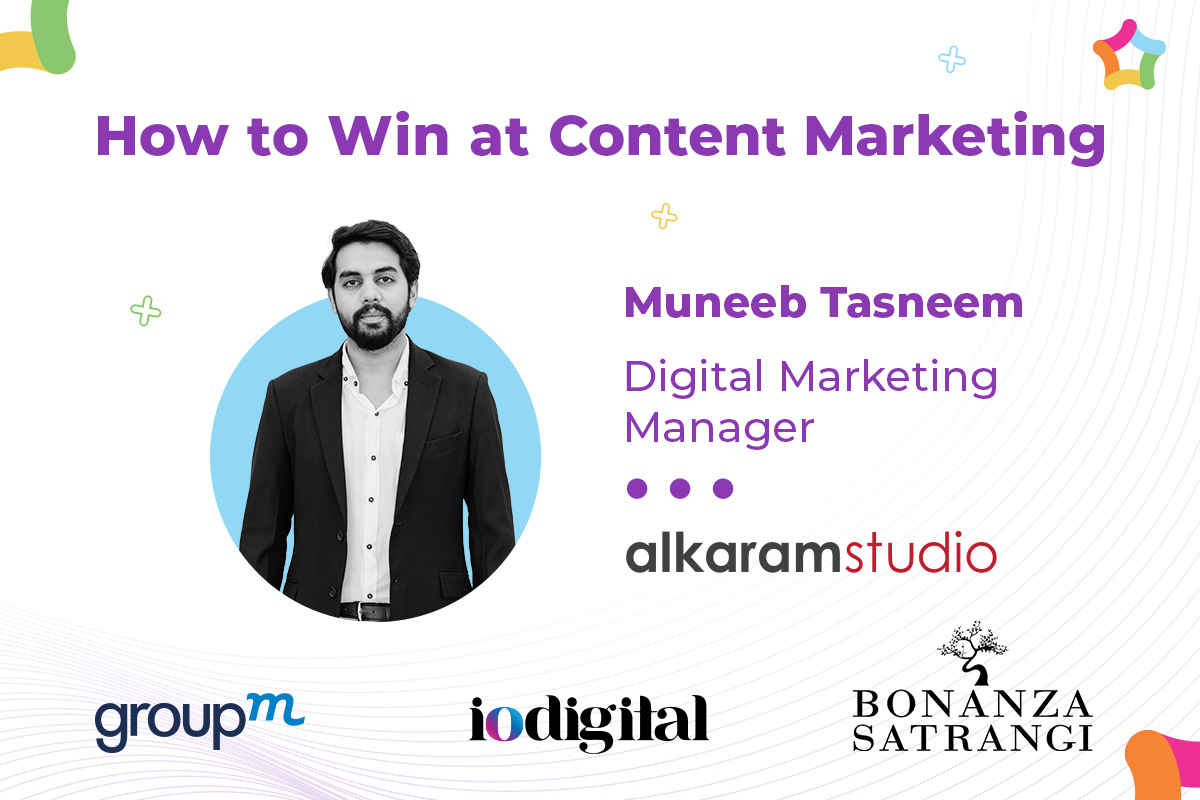 How to Win at Content Marketing
Muneeb Tasneem
Digital Marketing
Manager
alkaramstudio
groupm
iodigital
BONANZA
SATRANGI